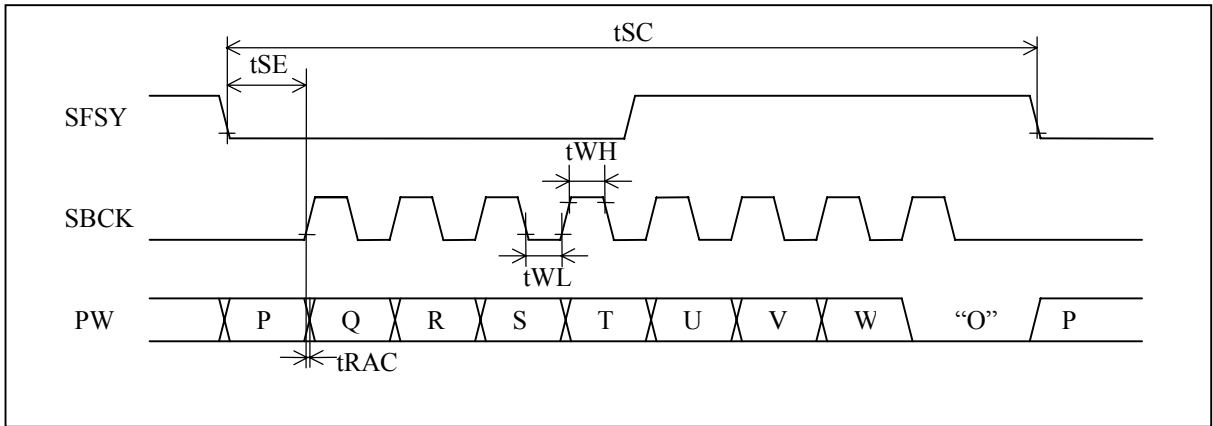 tSC
tSE
SFSY
tWH
SBCK
tWL
PW P Q R S T U V W “O” P
tRAC